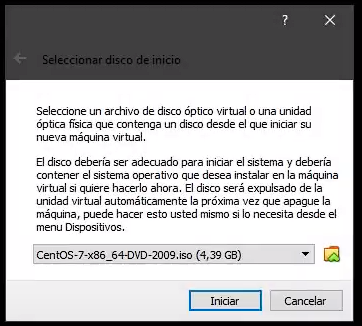 ?
Seleccionar disco de inicio
Seleccione un archivo de disco óptico virtual o una unidad
óptica física que contenga un disco desde el que iniciar su
nueva máquina virtual.
El disco debería ser adecuado para iniciar el sistema y debería
contener el sistema operativo que desea instalar en la máquina
virtual si quiere hacerlo ahora. El disco será expulsado de la
unidad virtual automáticamente la próxima vez que apague la
máquina, puede hacer esto usted mismo si lo necesita desde el
menu Dispositivos.
CentOS-7-x86_64-DVD-2009.iso (4,39 GB)
Iniciar Cancelar